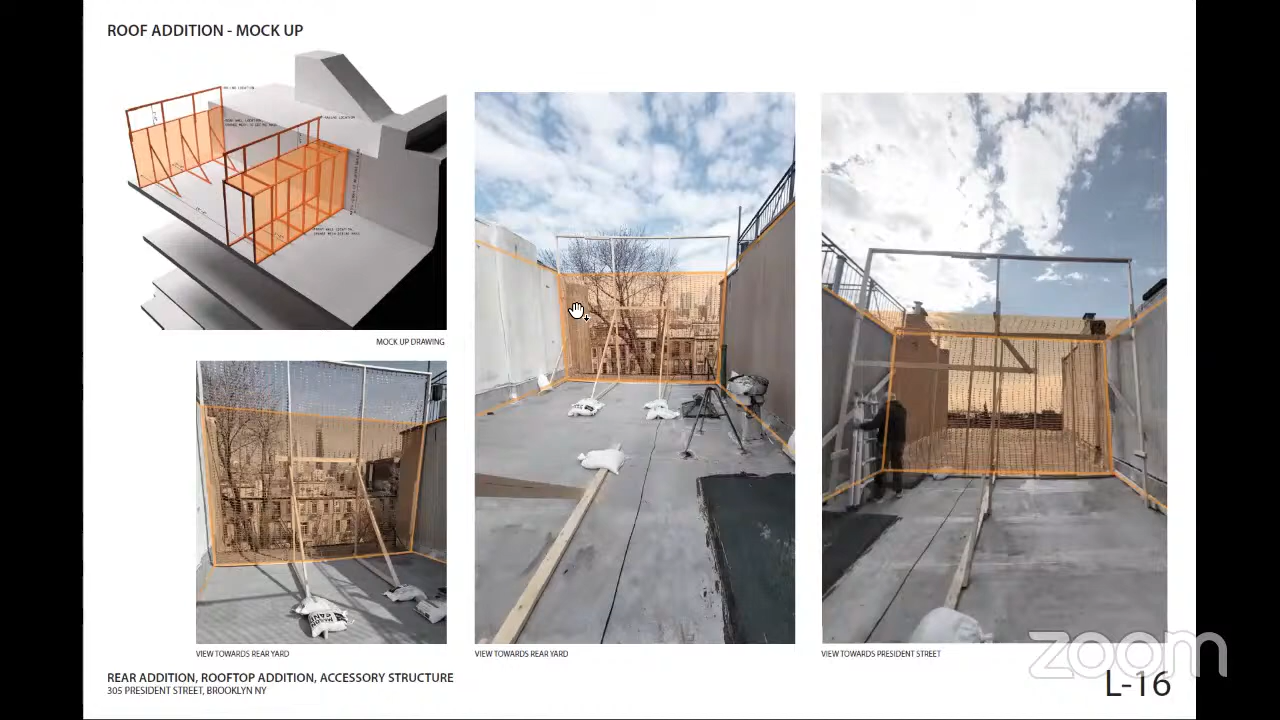 ROOF ADDITION - MOCK UP
MOCK UP DRAWING
VIEW TOWARDS REAR YARD
VIEW TOWARDS REAR YARD
VIEW TOWARDS PRESIDENT STREET
REAR ADDITION, ROOFTOP ADDITION, ACCESSORY STRUCTURE
305 PRESIDENT STREET, BROOKLYN NY
zoom
L-16